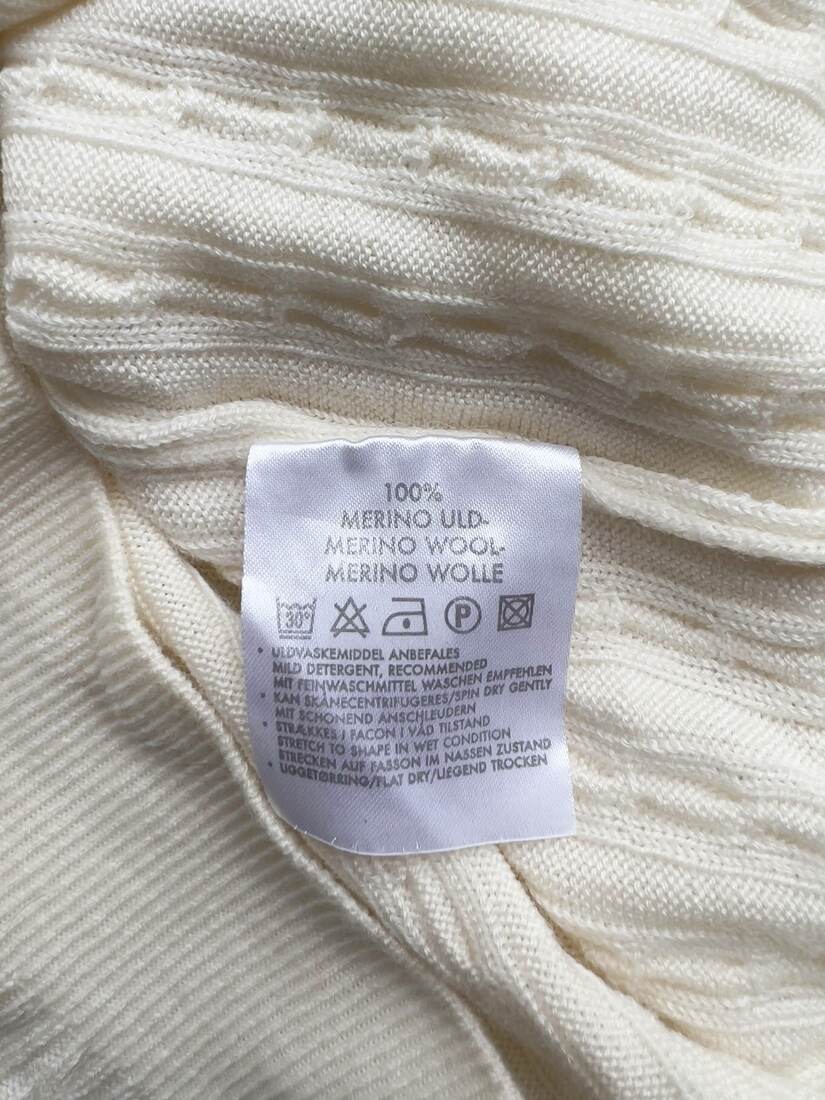 100%
MERINO ULD-
MERINO WOOL-
MERINO WOLLE
30° P
• ULDVASKEMIDDEL ANBEFALES
MILD DETERGENT, RECOMMENDED
MIT FEINWASCHMITTEL WASCHEN EMPFEHLEN
• KAN SKÅNECENTRIFUGERES/SPIN DRY GENTLY
MIT SCHONEND ANSCHLEUDERN
• STRÆKKES I FACON I VÅD TILSTAND
STRETCH TO SHAPE IN WET CONDITION
STRECKEN AUF FASSON IM NASSEN ZUSTAND
• LIGGETØRRING/FLAT DRY/LIEGEND TROCKEN